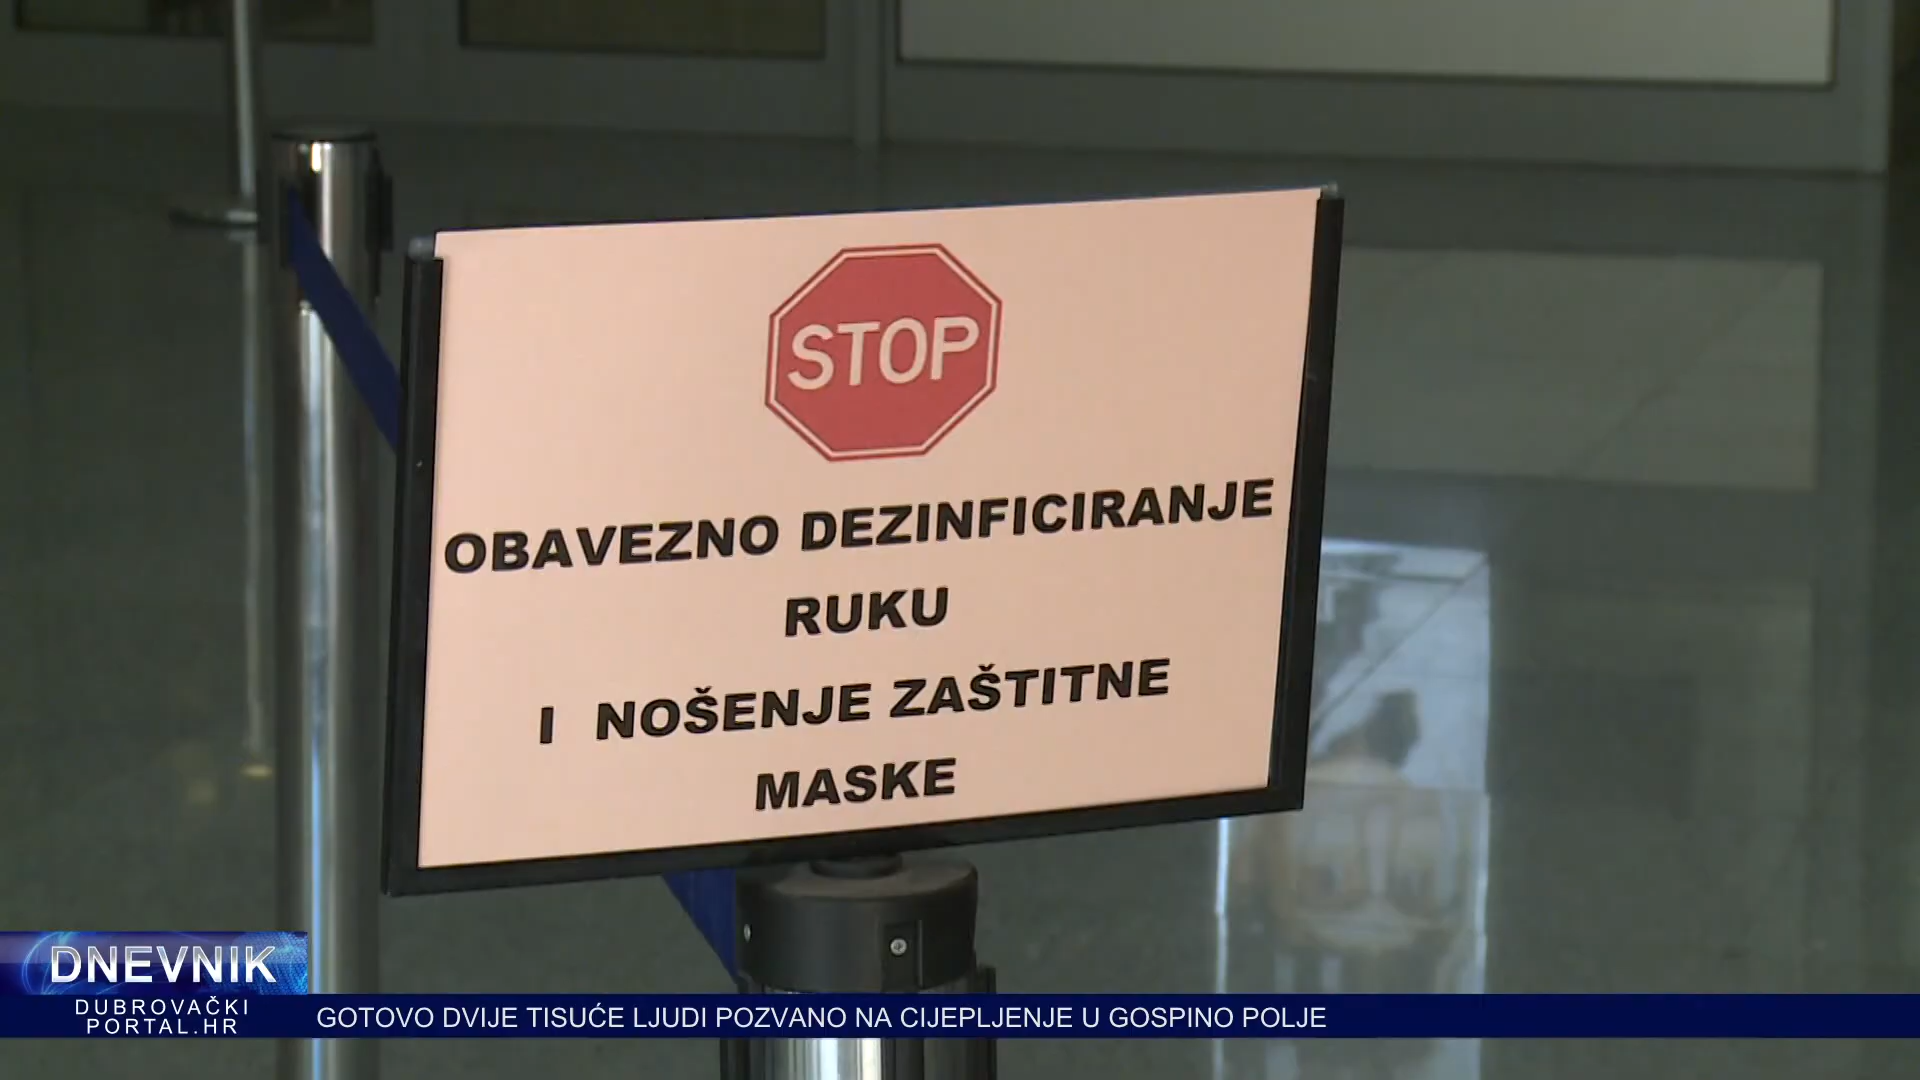 STOP
OBAVEZNO DEZINFICIRANJE
RUKU
I NOŠENJE ZAŠTITNE
MASKE
DNEVNIK
DUBROVAČKI
PORTAL.HR
GOTOVO DVIJE TISUĆE LJUDI POZVANO NA CIJEPLJENJE U GOSPINO POLJE